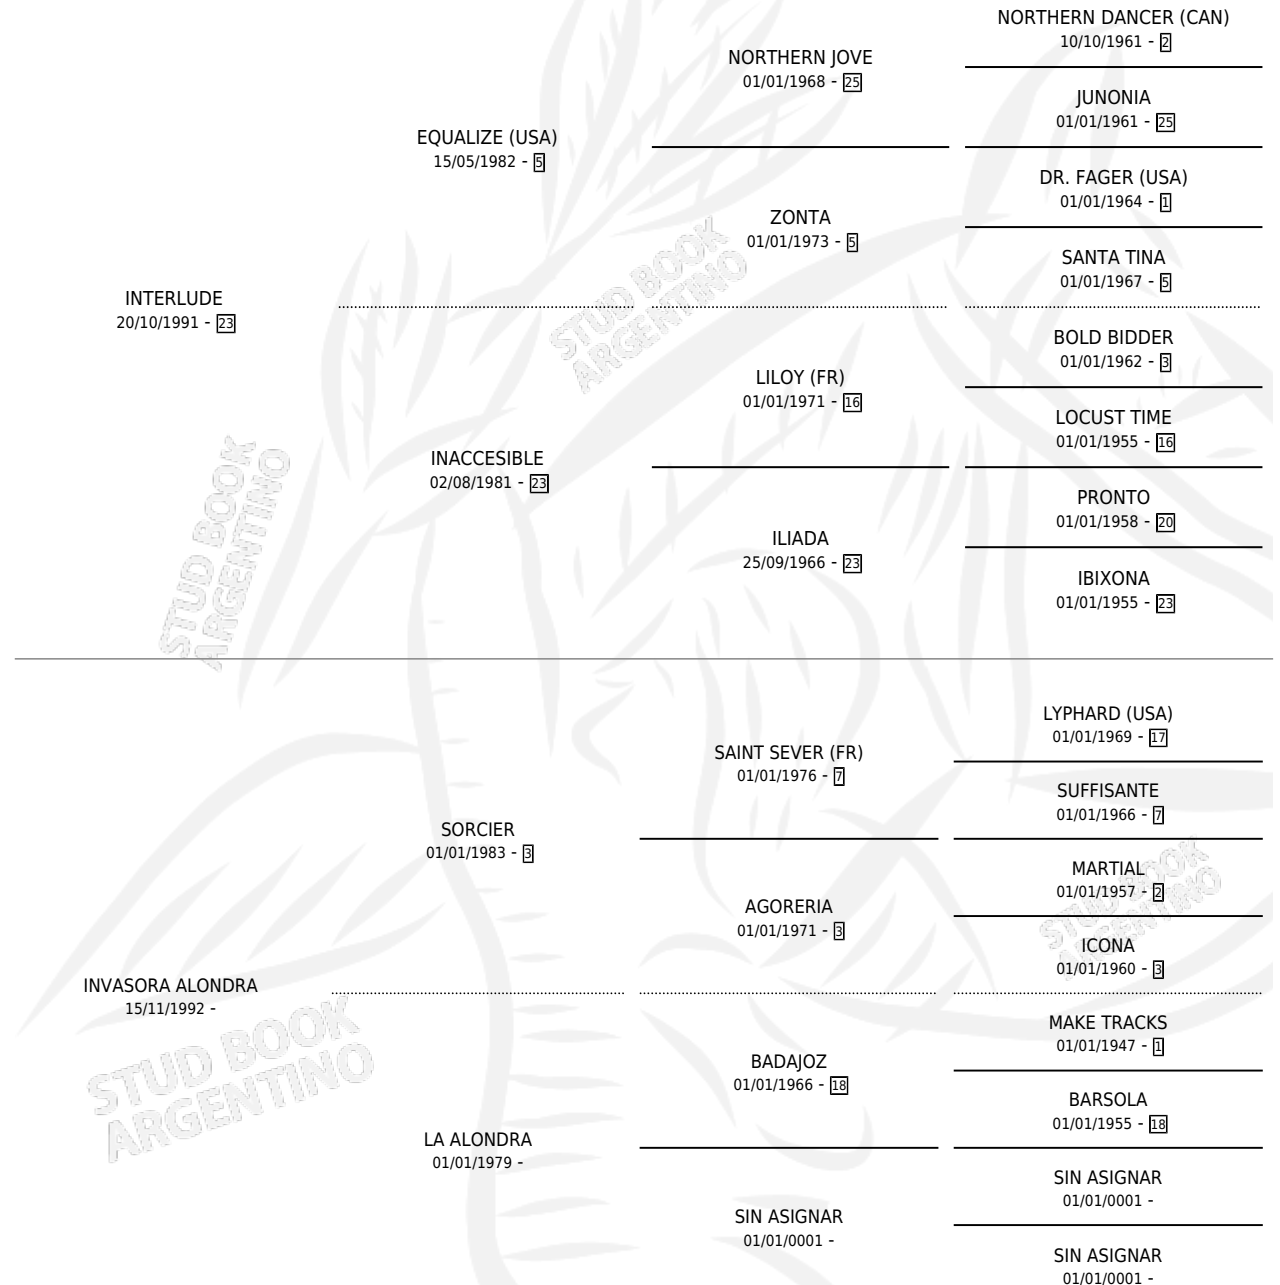 NORTHERN DANCER (CAN)
10/10/1961 - 2
NORTHERN JOVE
01/01/1968 - 25
JUNONIA
01/01/1961 - 25
EQUALIZE (USA)
15/05/1982 - 5
DR. FAGER (USA)
01/01/1964 - 1
ZONTA
01/01/1973 - 5
SANTA TINA
01/01/1967 - 5
INTERLUDE
20/10/1991 - 23
BOLD BIDDER
01/01/1962 - 3
LILOY (FR)
01/01/1971 - 16
LOCUST TIME
01/01/1955 - 16
INACCESIBLE
02/08/1981 - 23
PRONTO
01/01/1958 - 20
ILIADA
25/09/1966 - 23
IBIXONA
01/01/1955 - 23
STUD BOOK
ARGENTINO
STUD BOOK
ARGENTINO
LYPHARD (USA)
01/01/1969 - 17
SAINT SEVER (FR)
01/01/1976 - 7
SUFFISANTE
01/01/1966 - 7
SORCIER
01/01/1983 - 3
MARTIAL
01/01/1957 - 2
AGORERIA
01/01/1971 - 3
ICONA
01/01/1960 - 3
INVASORA ALONDRA
15/11/1992 -
MAKE TRACKS
01/01/1947 - 1
BADAJOZ
01/01/1966 - 18
BARSOLA
01/01/1955 - 18
LA ALONDRA
01/01/1979 -
SIN ASIGNAR
01/01/0001 -
SIN ASIGNAR
01/01/0001 -
SIN ASIGNAR
01/01/0001 -
STUD BOOK
ARGENTINO
STUD BOOK
ARGENTINO